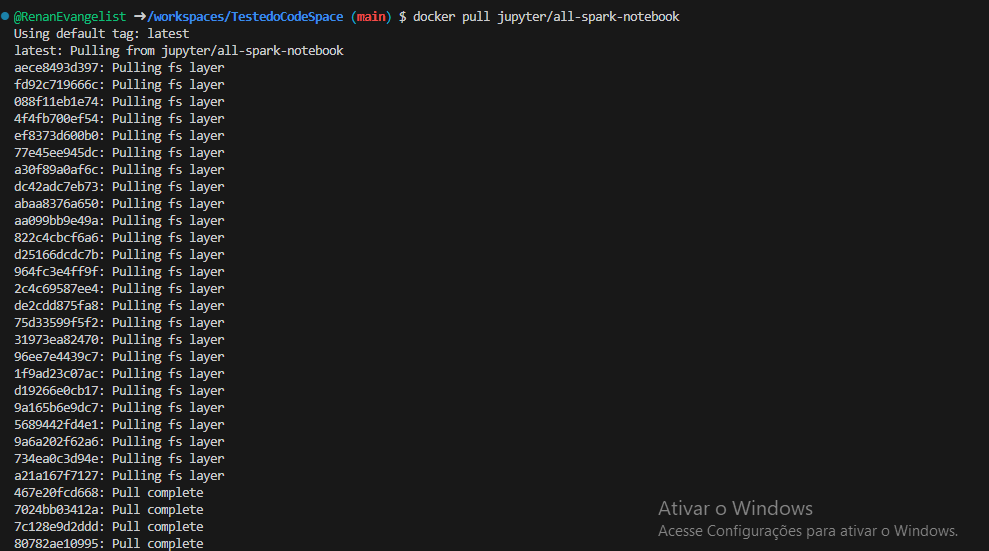 @RenanEvangelist ➜/workspaces/TestedoCodeSpace (main) $ docker pull jupyter/all-spark-notebook
Using default tag: latest
latest: Pulling from jupyter/all-spark-notebook
aece8493d397: Pulling fs layer
fd92c719666c: Pulling fs layer
088f11eb1e74: Pulling fs layer
4f4fb700ef54: Pulling fs layer
ef8373d600b0: Pulling fs layer
77e45ee945dc: Pulling fs layer
a30f89a0af6c: Pulling fs layer
dc42adc7eb73: Pulling fs layer
abaa8376a650: Pulling fs layer
aa099bb9e49a: Pulling fs layer
822c4cbcf6a6: Pulling fs layer
d25166dcdc7b: Pulling fs layer
964fc3e4ff9f: Pulling fs layer
2c4c69587ee4: Pulling fs layer
de2cdd875fa8: Pulling fs layer
75d33599f5f2: Pulling fs layer
31973ea82470: Pulling fs layer
96ee7e4439c7: Pulling fs layer
1f9ad23c07ac: Pulling fs layer
d19266e0cb17: Pulling fs layer
9a165b6e9dc7: Pulling fs layer
5689442fd4e1: Pulling fs layer
9a6a202f62a6: Pulling fs layer
734ea0c3d94e: Pulling fs layer
a21a167f7127: Pulling fs layer
467e20fcd668: Pull complete
7024bb03412a: Pull complete
7c128e9d2ddd: Pull complete
80782ae10995: Pull complete
Ativar o Windows
Acesse Configurações para ativar o Windows.